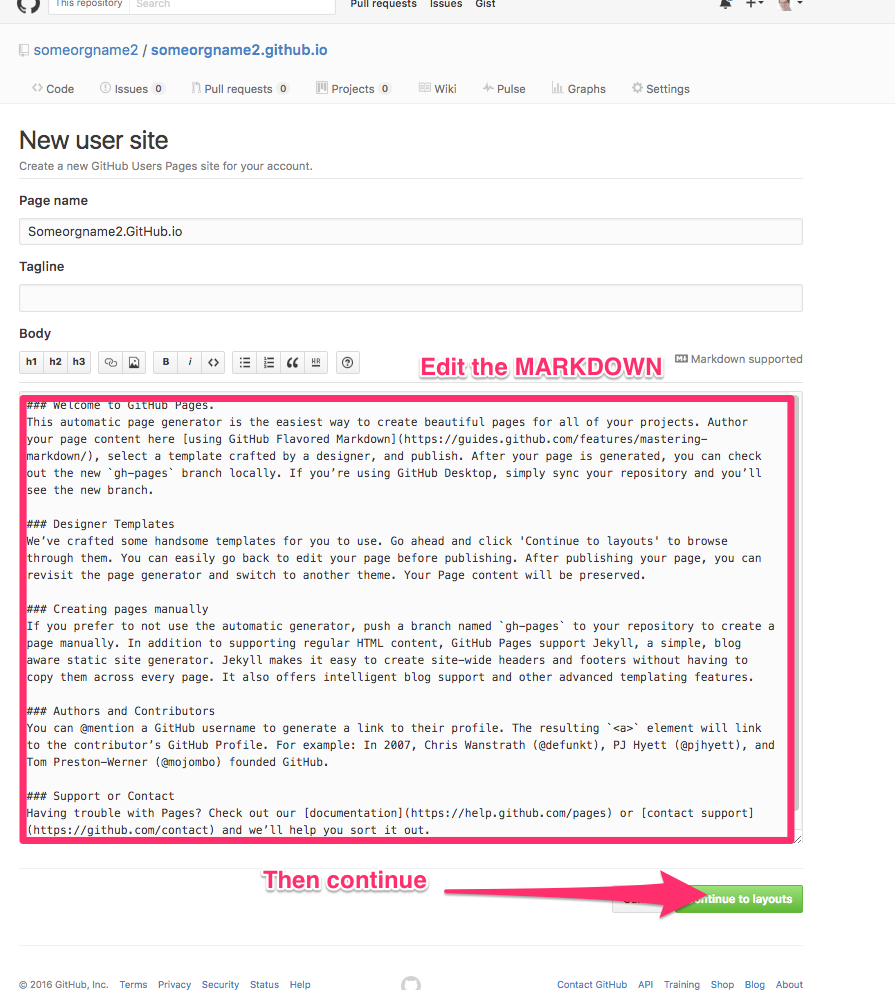 This repository Search Pull requests Issues Gist
someorgname2 / someorgname2.github.io
Code Issues 0 Pull requests 0 Projects 0 Wiki Pulse Graphs Settings
New user site
Create a new GitHub Users Pages site for your account.
Page name
Someorgname2.GitHub.io
Tagline
Body
h1 h2 h3 B i <> “ HR ?
Edit the MARKDOWN
Markdown supported
### Welcome to GitHub Pages.
This automatic page generator is the easiest way to create beautiful pages for all of your projects. Author
your page content here [using GitHub Flavored Markdown](https://guides.github.com/features/mastering-
markdown/), select a template crafted by a designer, and publish. After your page is generated, you can check
out the new `gh-pages` branch locally. If you’re using GitHub Desktop, simply sync your repository and you’ll
see the new branch.
### Designer Templates
We’ve crafted some handsome templates for you to use. Go ahead and click 'Continue to layouts' to browse
through them. You can easily go back to edit your page before publishing. After publishing your page, you can
revisit the page generator and switch to another theme. Your Page content will be preserved.
### Creating pages manually
If you prefer to not use the automatic generator, push a branch named `gh-pages` to your repository to create a
page manually. In addition to supporting regular HTML content, GitHub Pages support Jekyll, a simple, blog
aware static site generator. Jekyll makes it easy to create site-wide headers and footers without having to
copy them across every page. It also offers intelligent blog support and other advanced templating features.
### Authors and Contributors
You can @mention a GitHub username to generate a link to their profile. The resulting `<a>` element will link
to the contributor’s GitHub Profile. For example: In 2007, Chris Wanstrath (@defunkt), PJ Hyett (@pjhyett), and
Tom Preston-Werner (@mojombo) founded GitHub.
### Support or Contact
Having trouble with Pages? Check out our [documentation](https://help.github.com/pages) or [contact support]
(https://github.com/contact) and we’ll help you sort it out.
Then continue
to layouts
© 2016 GitHub, Inc. Terms Privacy Security Status Help Contact GitHub API Training Shop Blog About